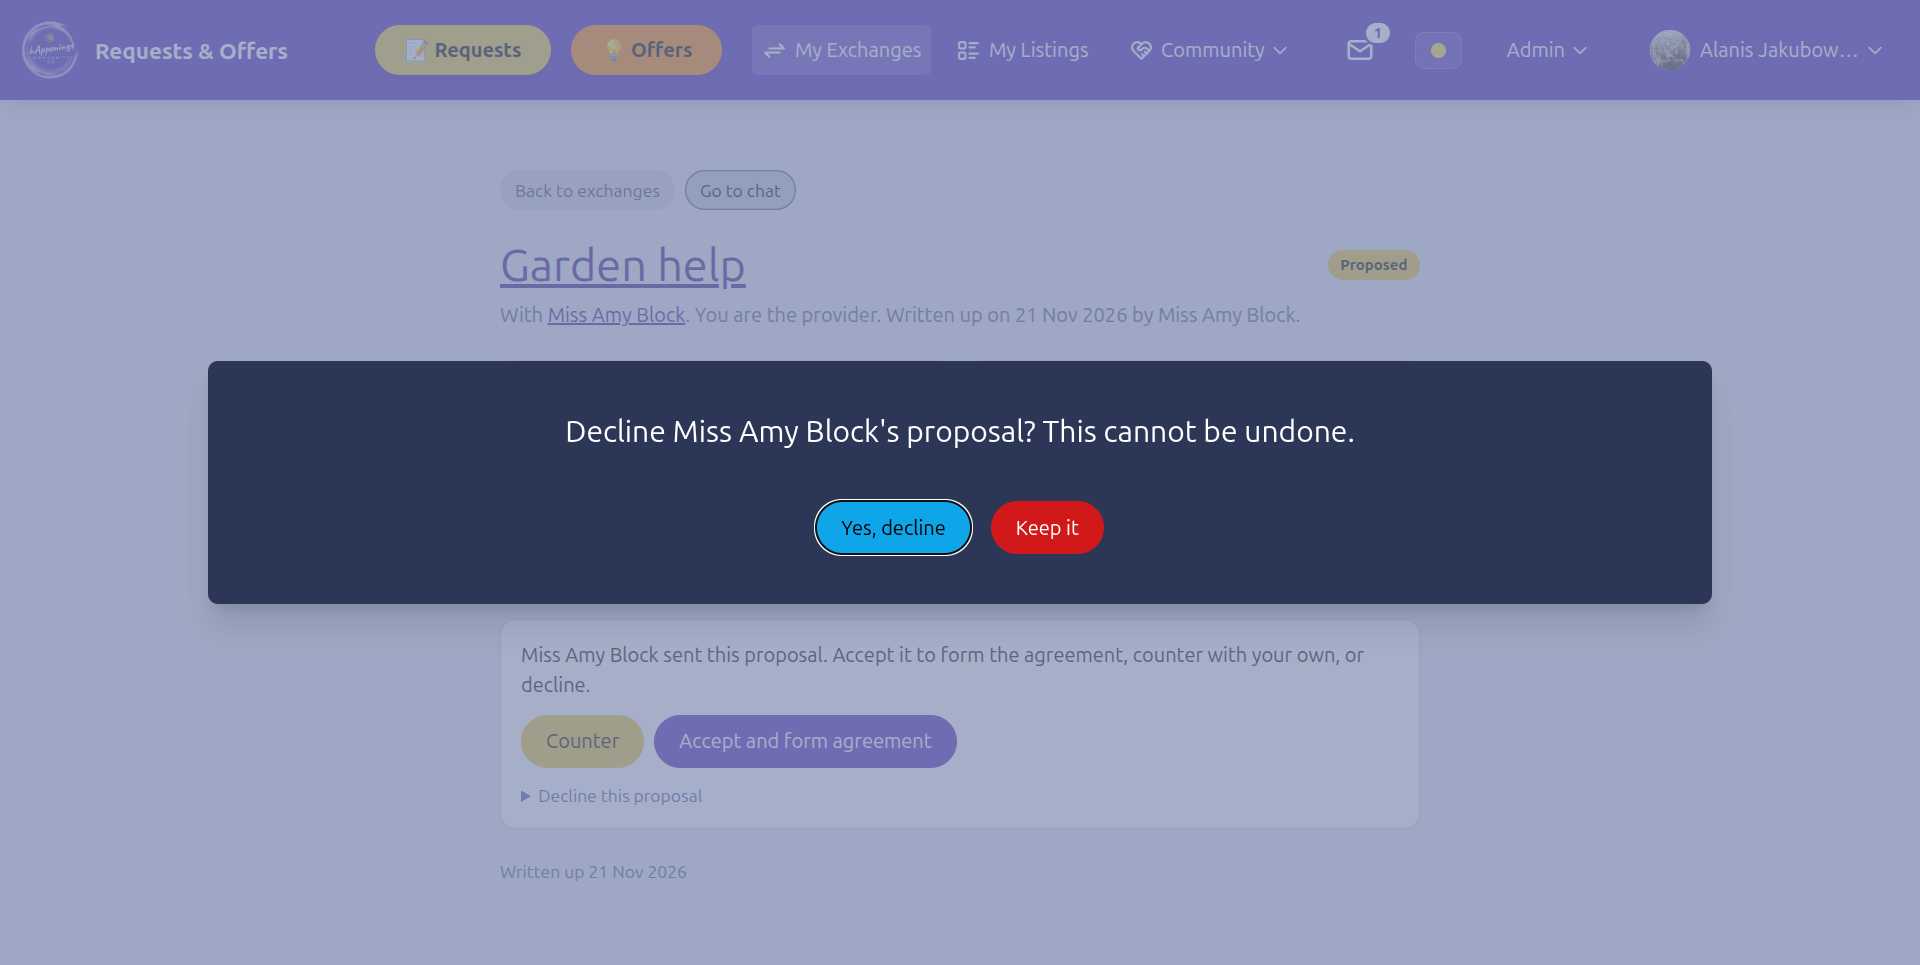 hAppenings
Requests & Offers
📝 Requests
💡 Offers
My Exchanges
My Listings
Community
1
Admin
Alanis Jakubow...
Back to exchanges
Go to chat
Garden help
Proposed
With Miss Amy Block. You are the provider. Written up on 21 Nov 2026 by Miss Amy Block.
Decline Miss Amy Block's proposal? This cannot be undone.
Yes, decline
Keep it
Miss Amy Block sent this proposal. Accept it to form the agreement, counter with your own, or
decline.
Counter
Accept and form agreement
Decline this proposal
Written up 21 Nov 2026